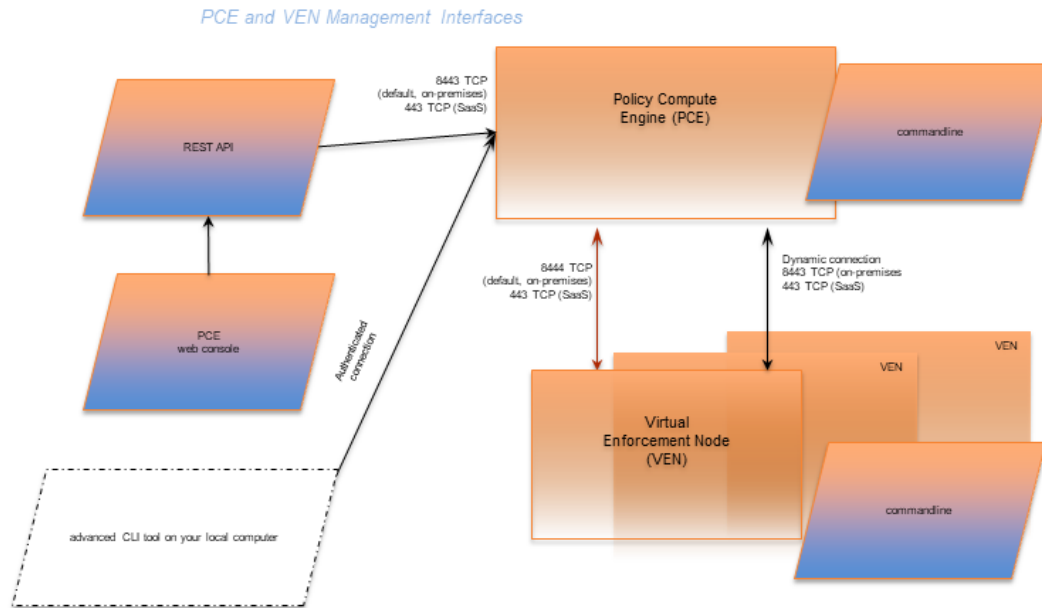 PCE and VEN Management Interfaces
8443 TCP
(default, on-premises)
443 TCP (SaaS)
Policy Compute
Engine (PCE)
commandline
REST API
8444 TCP
(default, on-premises)
443 TCP (SaaS)
Dynamic connection
8443 TCP (on-premises
443 TCP (SaaS)
PCE
web console
Authenticated
connection
VEN
VEN
Virtual
Enforcement Node
(VEN)
commandline
advanced CLI tool on your local computer